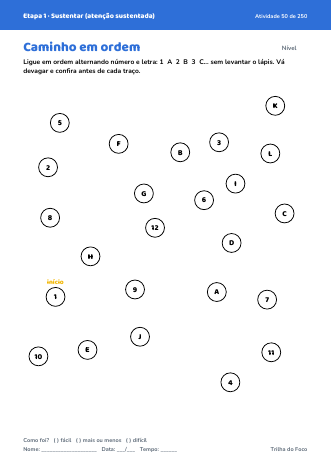 Etapa 1 · Sustentar (atenção sustentada)
Atividade 50 de 250
Caminho em ordem
Nível
Ligue em ordem alternando número e letra: 1 A 2 B 3 C... sem levantar o lápis. Vá
devagar e confira antes de cada traço.
K
5
F
3
B
L
2
I
G
6
C
8
12
D
H
início
1
9
A
7
J
E
11
10
4
Como foi? ( ) fácil ( ) mais ou menos ( ) difícil
Nome: ____________________ Data: ___/___ Tempo: ______
Trilha do Foco